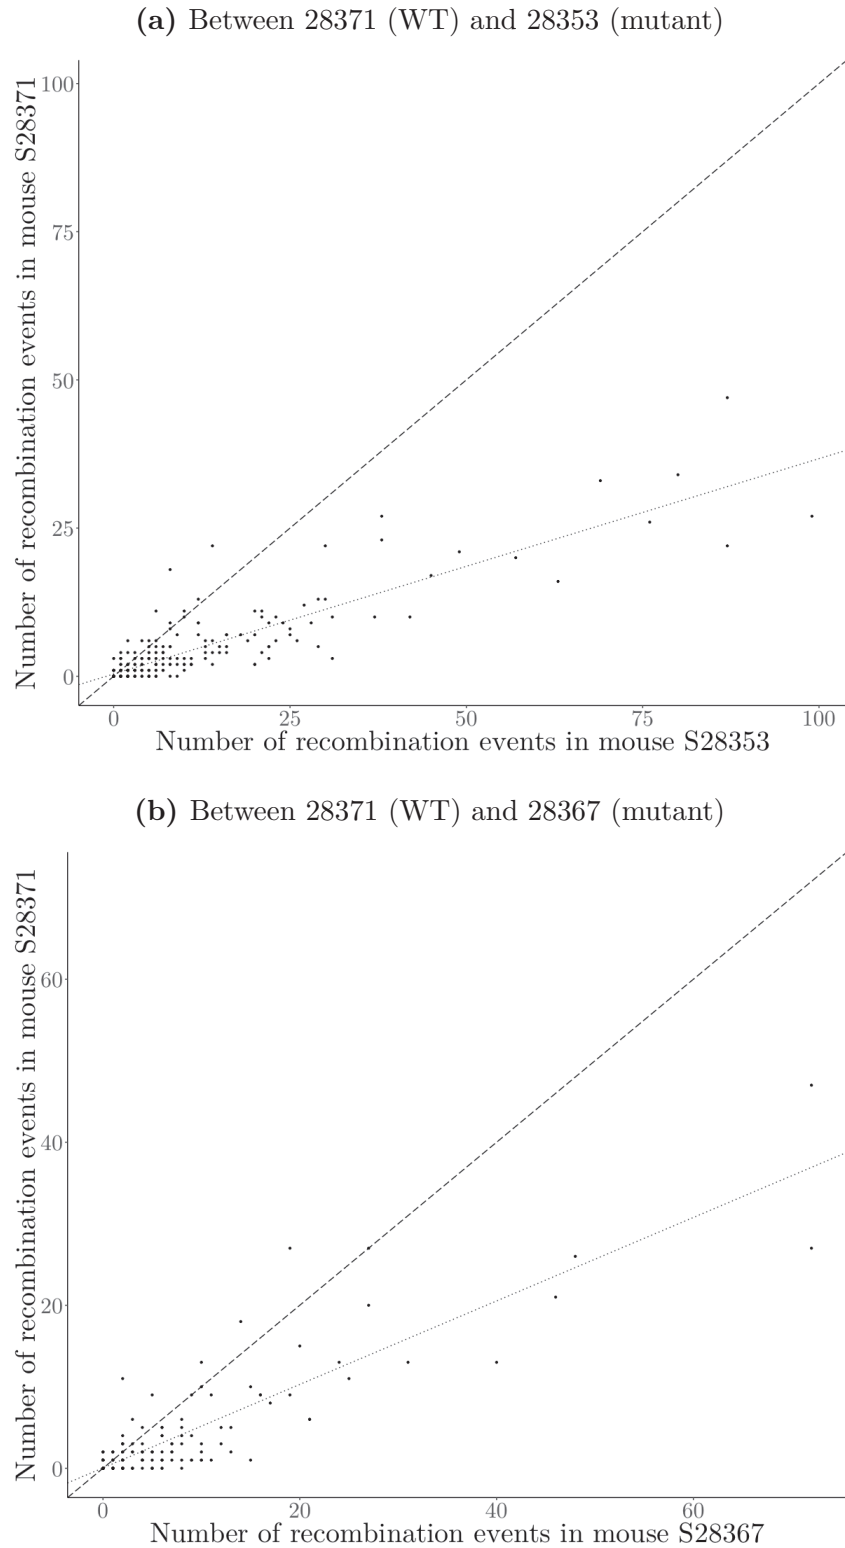 (a) Between 28371 (WT) and 28353 (mutant)
Number of recombination events in mouse S28371
100
75
50
25
0
0 25 50 75 100
Number of recombination events in mouse S28353
(b) Between 28371 (WT) and 28367 (mutant)
Number of recombination events in mouse S28371
60
40
20
0
0 20 40 60
Number of recombination events in mouse S28367